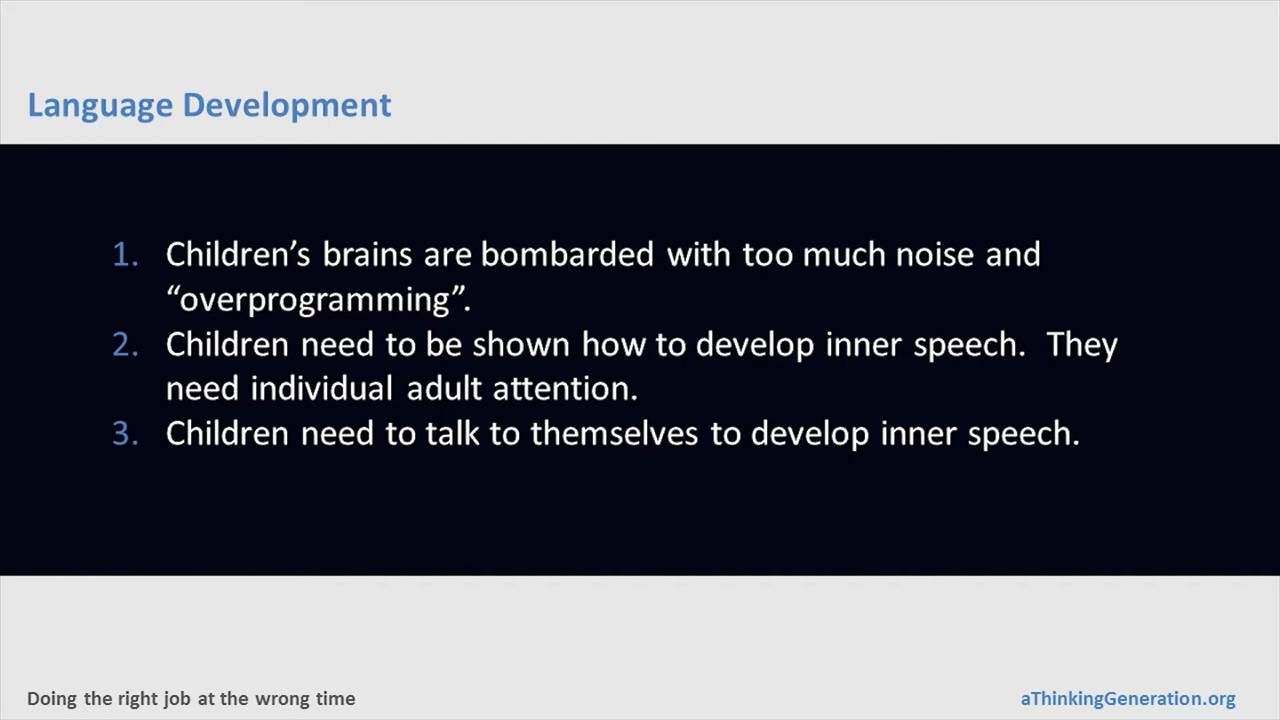 Language Development
1. Children’s brains are bombarded with too much noise and
“overprogramming”.
2. Children need to be shown how to develop inner speech.  They
need individual adult attention.
3. Children need to talk to themselves to develop inner speech.
Doing the right job at the wrong time
aThinkingGeneration.org